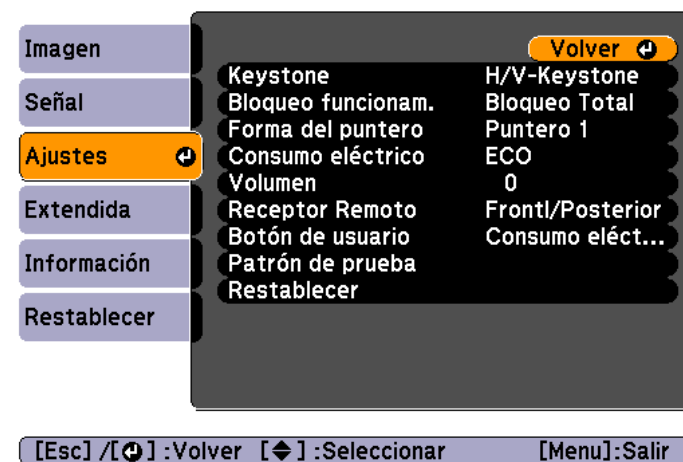 Imagen
Señal
Ajustes
Extendida
Información
Restablecer
Volver
Keystone H/V-Keystone
Bloqueo funcionam. Bloqueo Total
Forma del puntero Puntero 1
Consumo eléctrico ECO
Volumen 0
Receptor Remoto Frontl/Posterior
Botón de usuario Consumo eléct...
Patrón de prueba
Restablecer
[Esc] /[⏎] :Volver [◆] :Seleccionar [Menu]:Salir